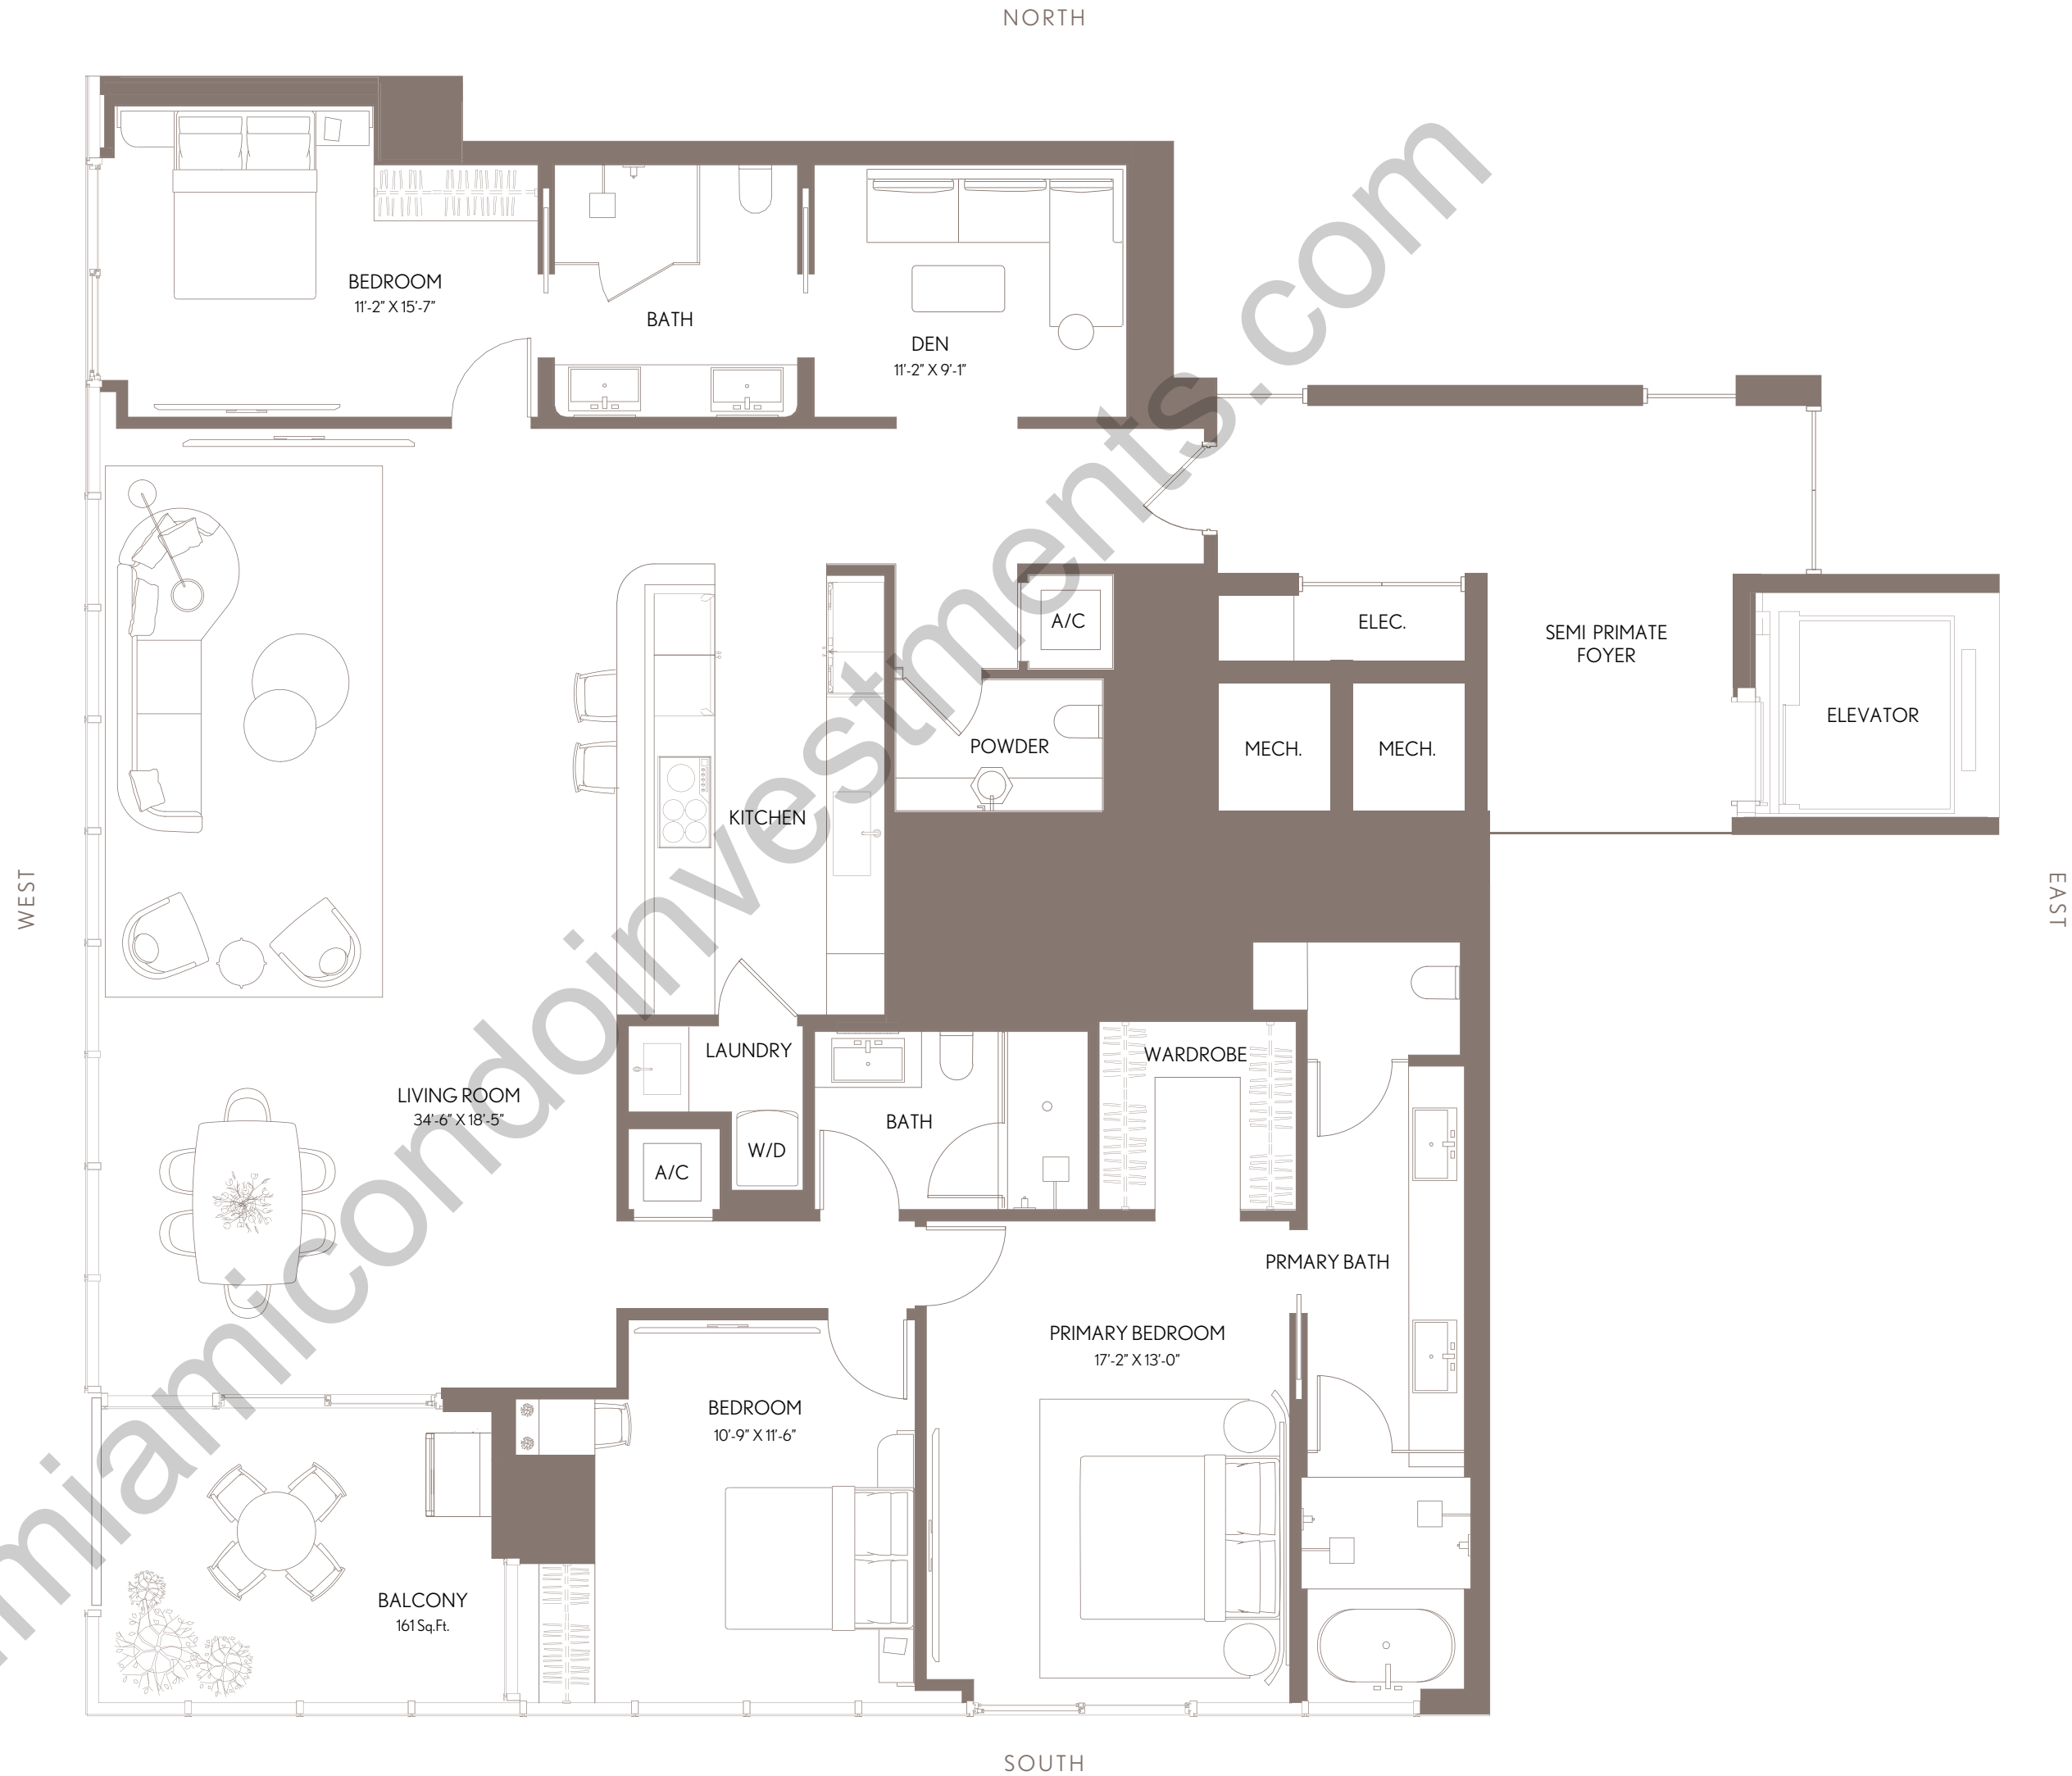 NORTH
BEDROOM
11'-2" X 15'-7"
BATH
DEN
11'-2" X 9'-1"
A/C
ELEC.
SEMI PRIMATE
FOYER
ELEVATOR
POWDER
MECH.
MECH.
KITCHEN
WEST
EAST
LAUNDRY
WARDROBE
LIVING ROOM
34'-6" X 18'-5"
BATH
W/D
A/C
PRMARY BATH
PRIMARY BEDROOM
17'-2" X 13'-0"
BEDROOM
10'-9" X 11'-6"
BALCONY
161 Sq.Ft.
SOUTH
miamicondoinvestments.com